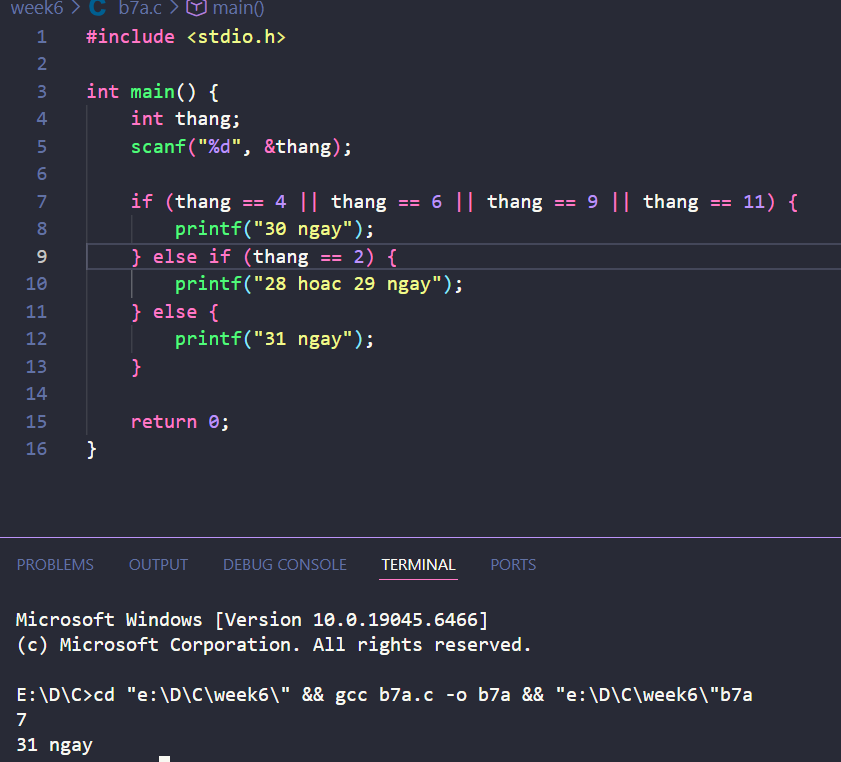 week6 > C b7a.c > main()
1 #include <stdio.h>
2
3 int main() {
4     int thang;
5     scanf("%d", &thang);
6
7     if (thang == 4 || thang == 6 || thang == 9 || thang == 11) {
8         printf("30 ngay");
9     } else if (thang == 2) {
10         printf("28 hoac 29 ngay");
11     } else {
12         printf("31 ngay");
13     }
14
15     return 0;
16 }
PROBLEMS OUTPUT DEBUG CONSOLE TERMINAL PORTS
Microsoft Windows [Version 10.0.19045.6466]
(c) Microsoft Corporation. All rights reserved.
E:\D\C>cd "e:\D\C\week6\" && gcc b7a.c -o b7a && "e:\D\C\week6\"b7a
7
31 ngay